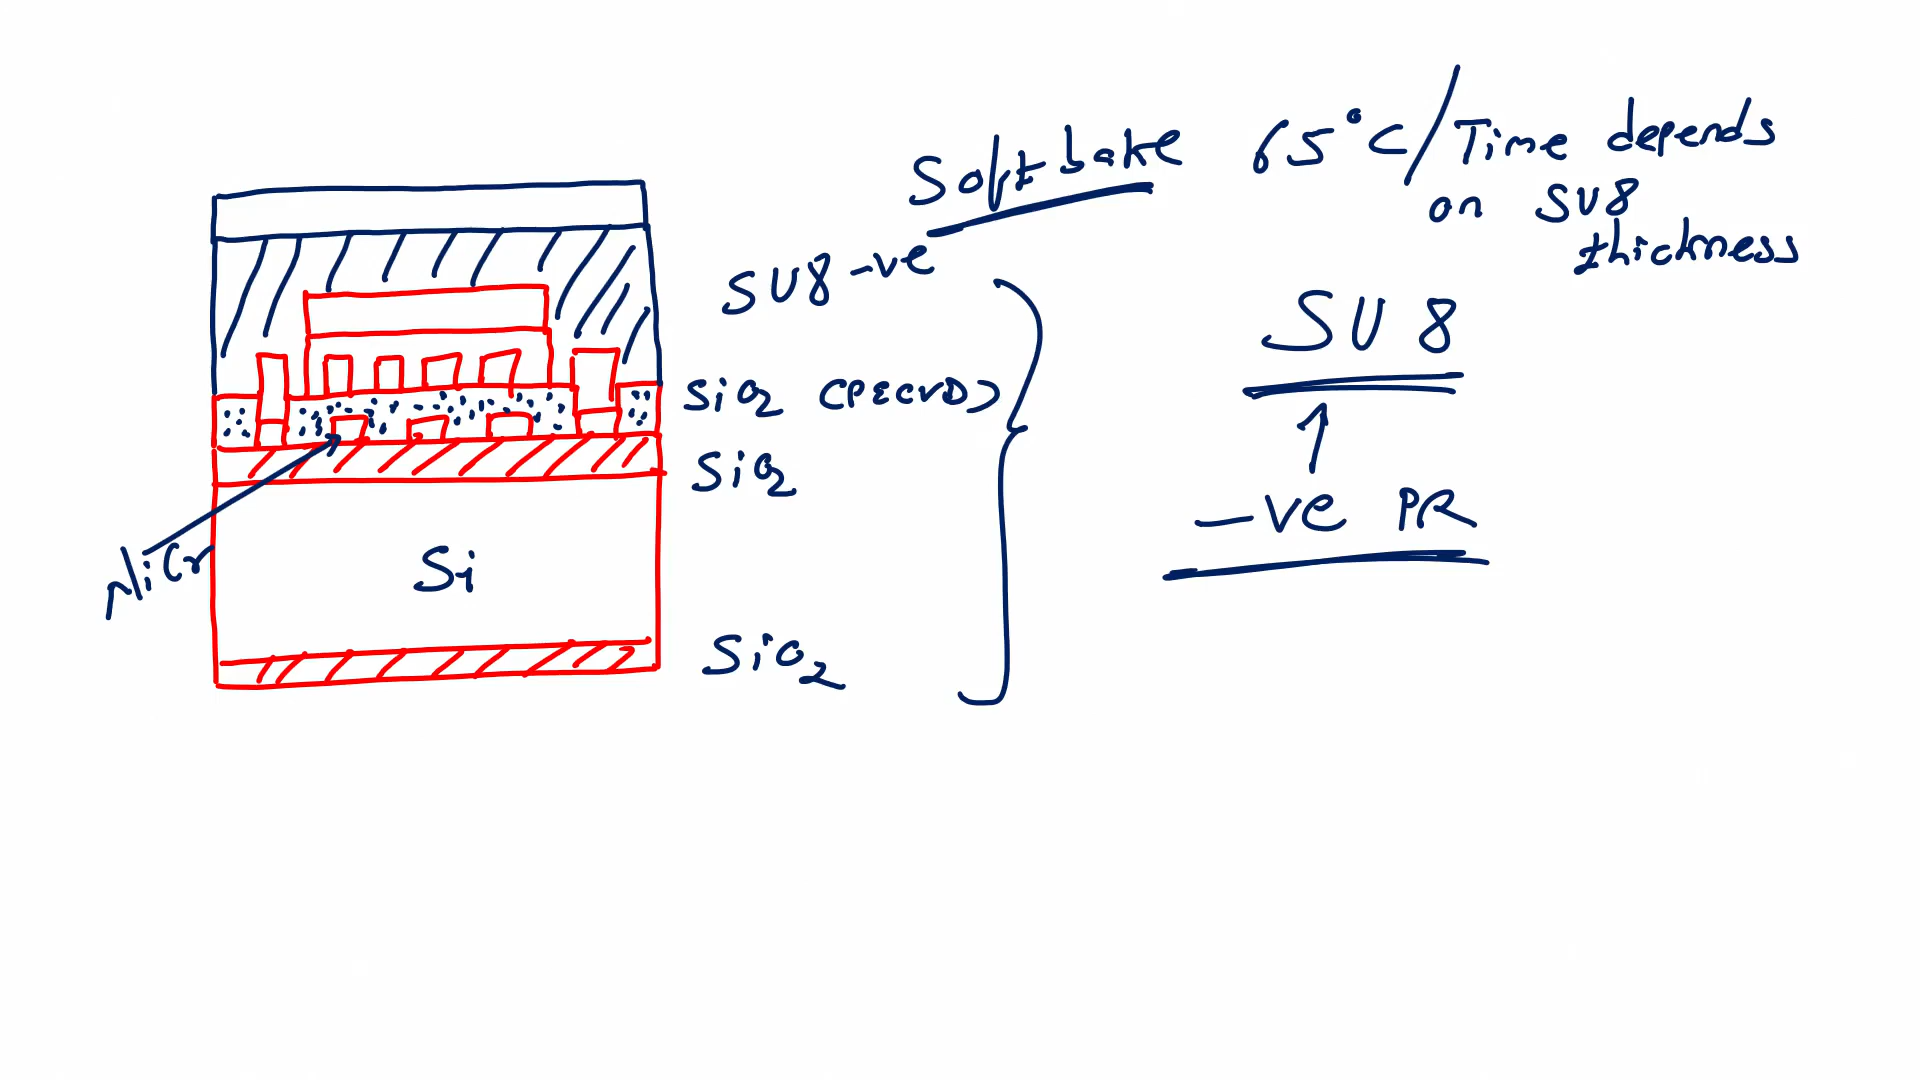 Soft bake 65°C/Time depends
on SU8
thickness
SU8 -ve
SU 8
SiO2 (PECVD)
SiO2
-ve PR
NiCr
Si
SiO2